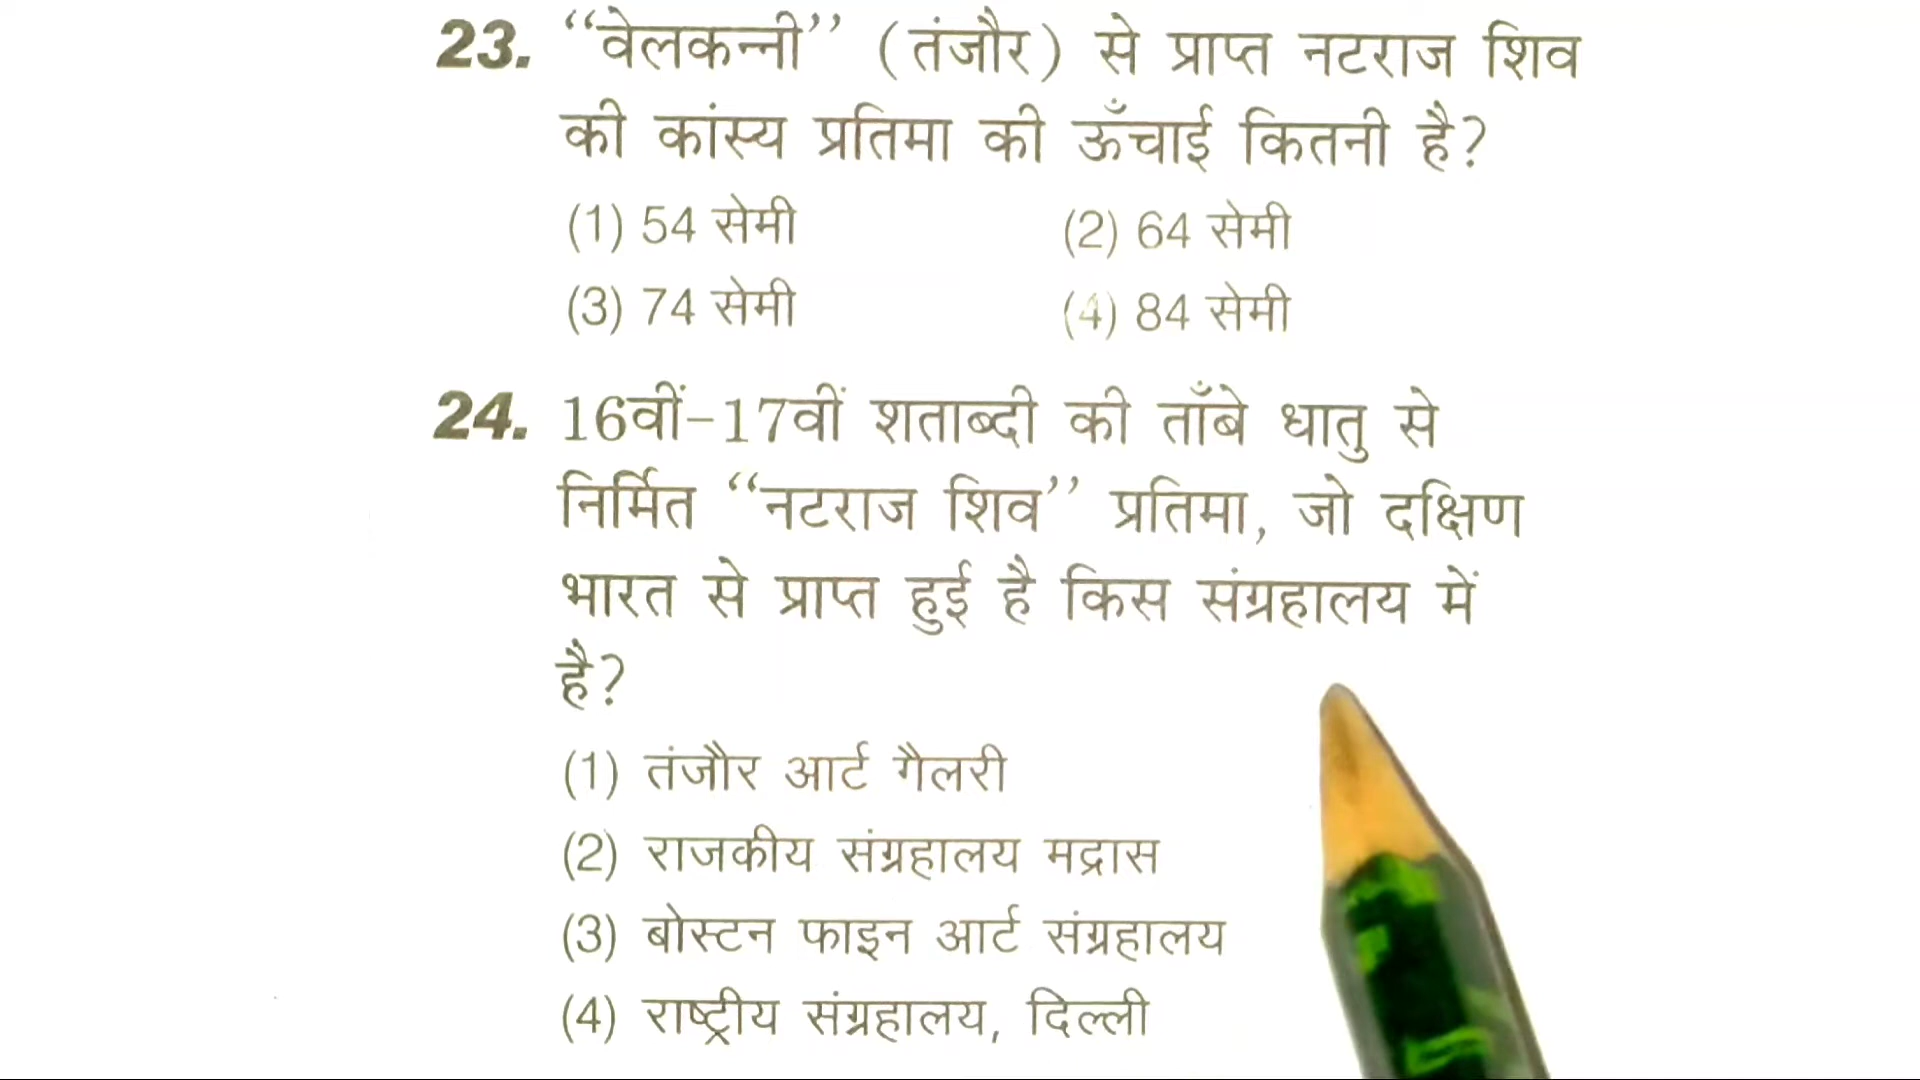 23. “वेलकन्नी” (तंजौर) से प्राप्त नटराज शिव
की कांस्य प्रतिमा की ऊँचाई कितनी है?
(1) 54 सेमी (2) 64 सेमी
(3) 74 सेमी (4) 84 सेमी
24. 16वीं-17वीं शताब्दी की ताँबे धातु से
निर्मित “नटराज शिव” प्रतिमा, जो दक्षिण
भारत से प्राप्त हुई है किस संग्रहालय में
है?
(1) तंजौर आर्ट गैलरी
(2) राजकीय संग्रहालय मद्रास
(3) बोस्टन फाइन आर्ट संग्रहालय
(4) राष्ट्रीय संग्रहालय, दिल्ली